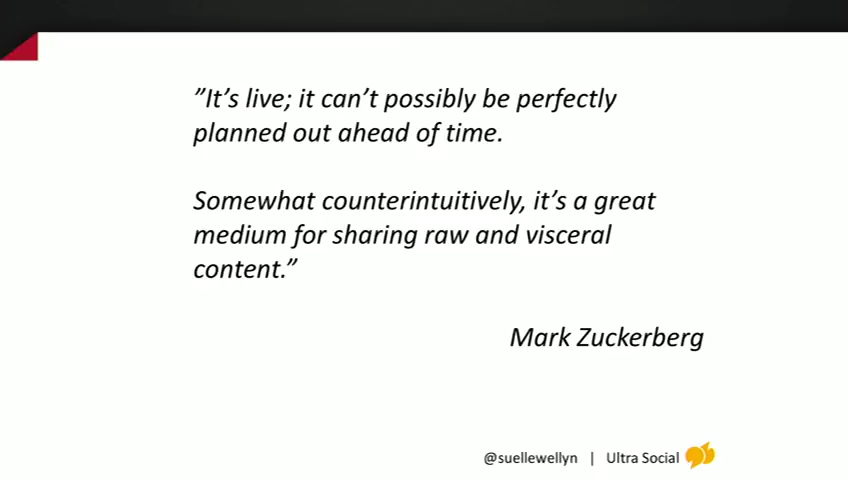 ”It’s live; it can’t possibly be perfectly
planned out ahead of time.
Somewhat counterintuitively, it’s a great
medium for sharing raw and visceral
content.”
Mark Zuckerberg
@suellewellyn | Ultra Social